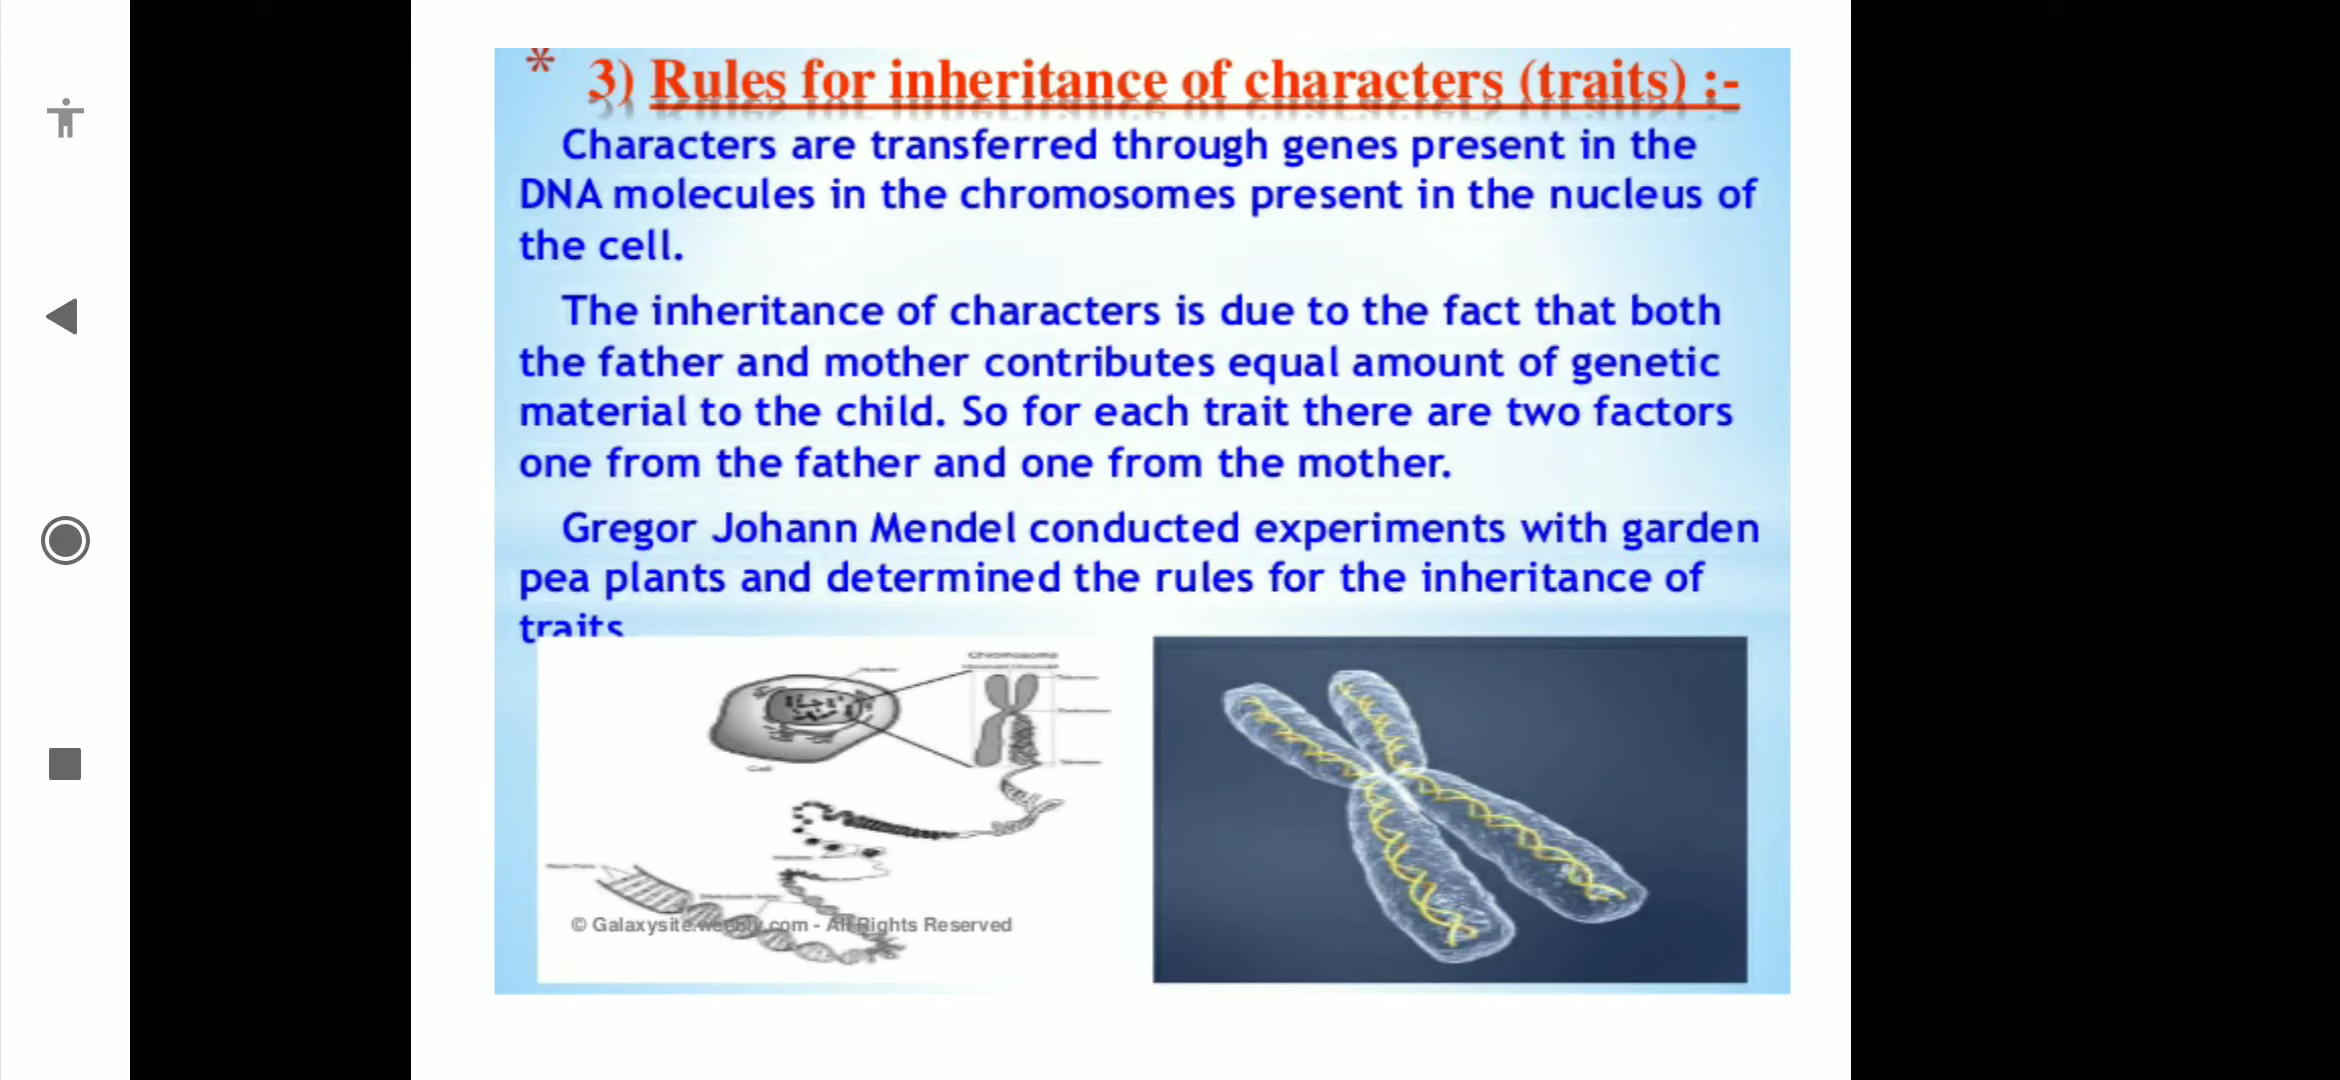 * 3) Rules for inheritance of characters (traits) :-
Characters are transferred through genes present in the
DNA molecules in the chromosomes present in the nucleus of
the cell.
The inheritance of characters is due to the fact that both
the father and mother contributes equal amount of genetic
material to the child. So for each trait there are two factors
one from the father and one from the mother.
Gregor Johann Mendel conducted experiments with garden
pea plants and determined the rules for the inheritance of
traits
Chromosome
Cell
© Galaxysite.weebly.com - All Rights Reserved